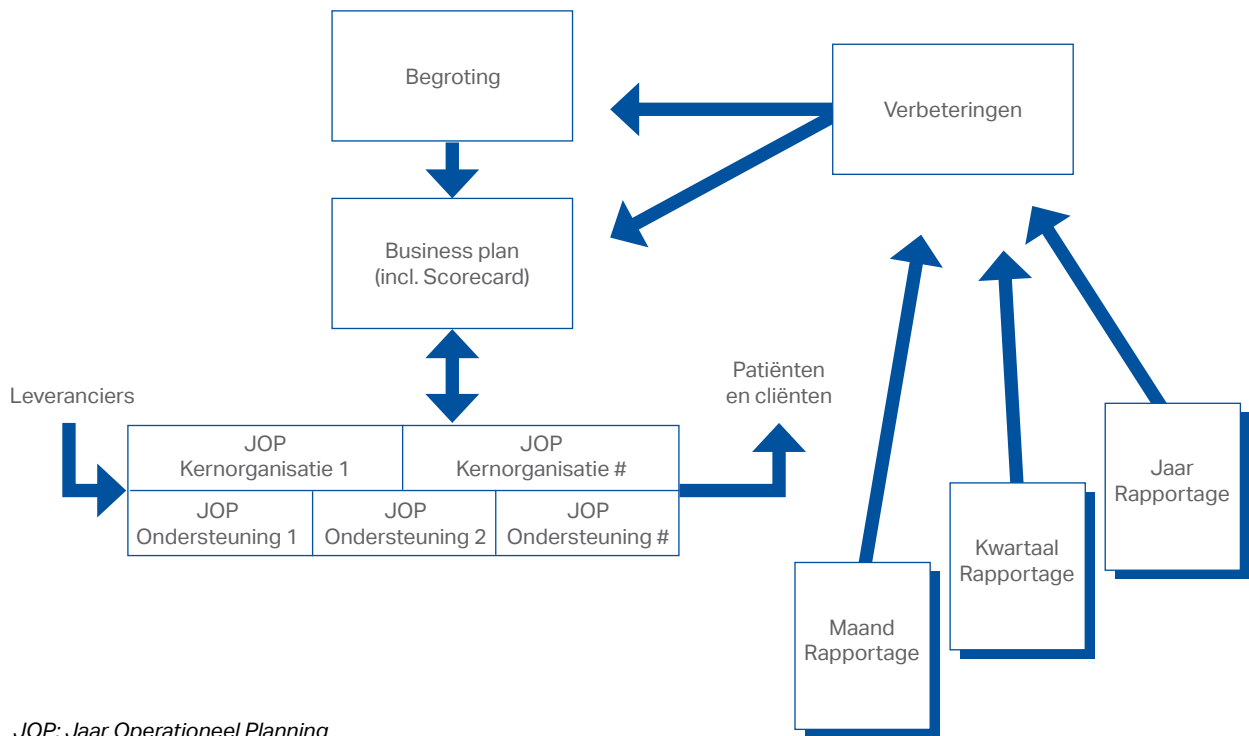 Begroting
Verbeteringen
Business plan
(incl. Scorecard)
Leveranciers
Patiënten
en cliënten
JOP
Kernorganisatie 1
JOP
Kernorganisatie #
JOP
Ondersteuning 1
JOP
Ondersteuning 2
JOP
Ondersteuning #
Jaar
Rapportage
Kwartaal
Rapportage
Maand
Rapportage
JOP: Jaar Operationeel Planning